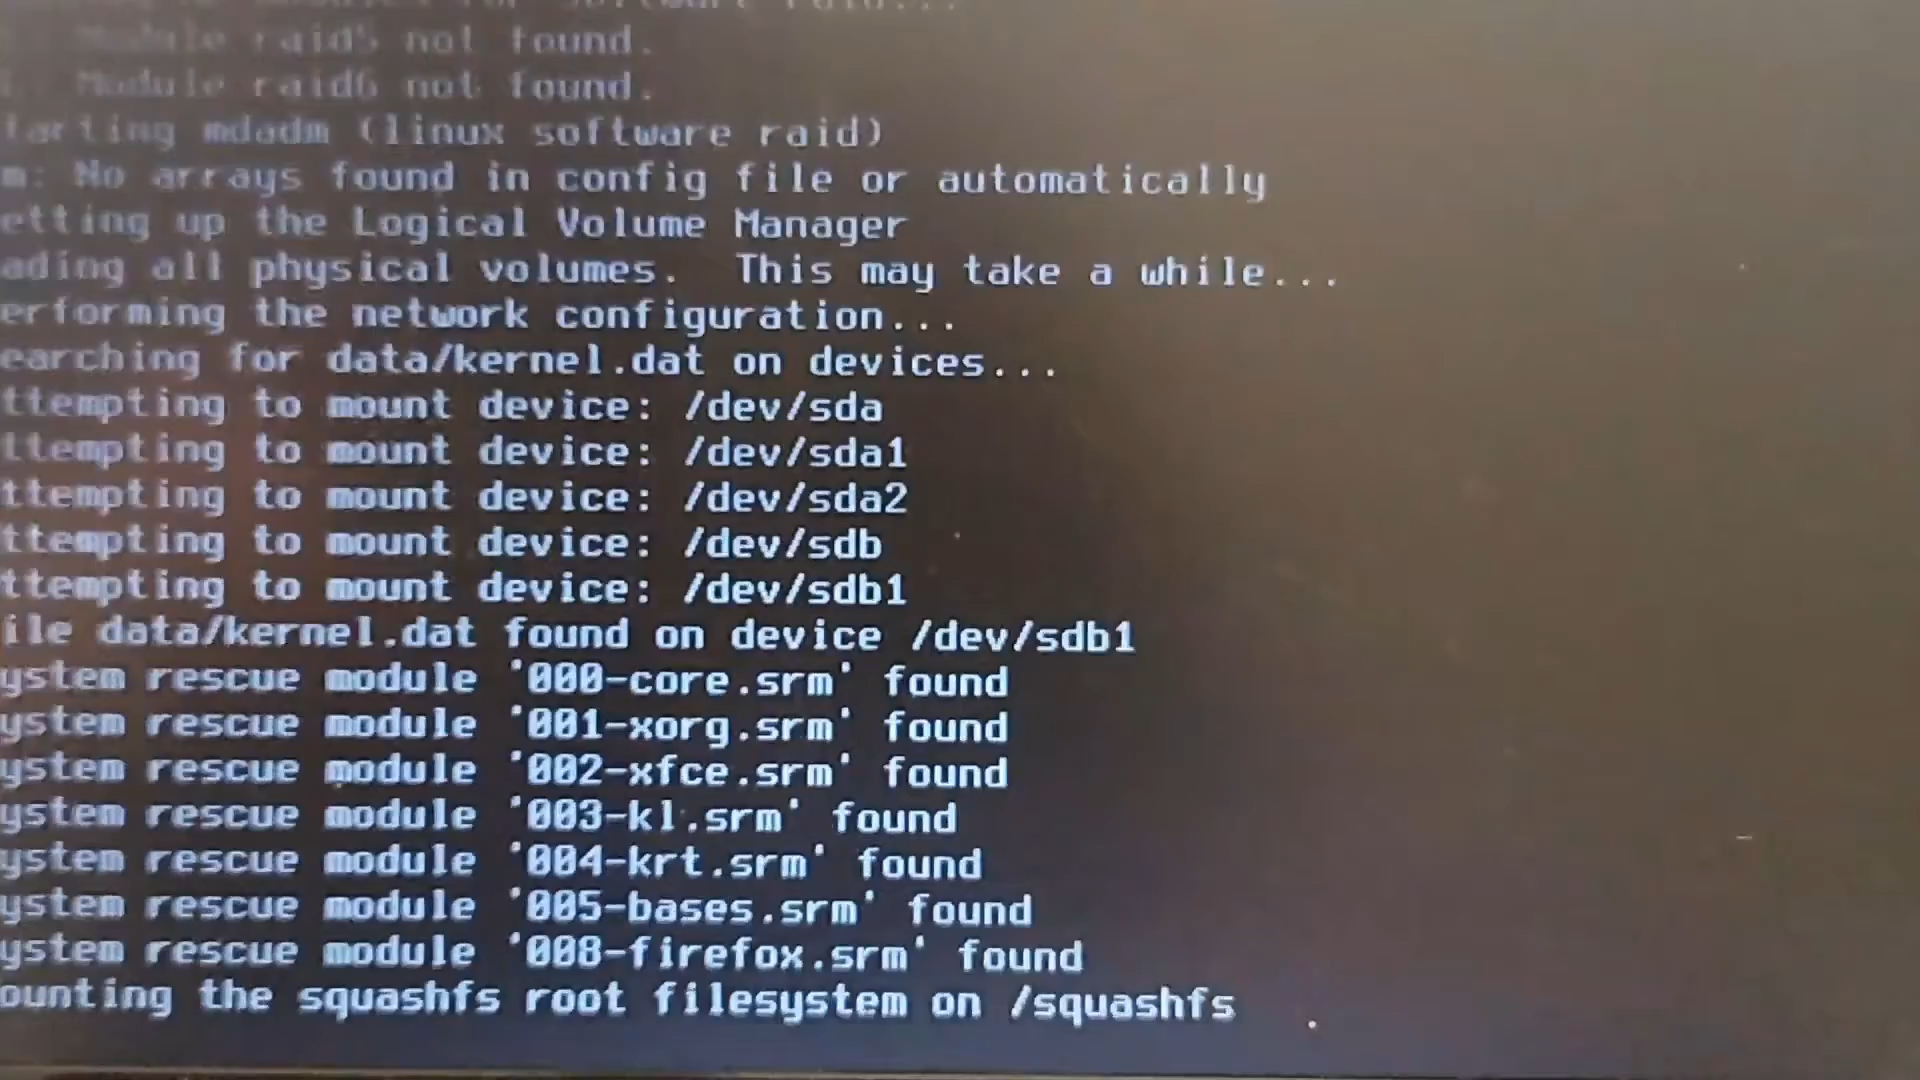 modules for software raid...
Module raid5 not found.
Module raid6 not found.
tarting mdadm (linux software raid)
m: No arrays found in config file or automatically
etting up the Logical Volume Manager
ading all physical volumes. This may take a while...
erforming the network configuration...
earching for data/kernel.dat on devices...
ttempting to mount device: /dev/sda
ttempting to mount device: /dev/sda1
ttempting to mount device: /dev/sda2
ttempting to mount device: /dev/sdb
ttempting to mount device: /dev/sdb1
ile data/kernel.dat found on device /dev/sdb1
ystem rescue module '000-core.srm' found
ystem rescue module '001-xorg.srm' found
ystem rescue module '002-xfce.srm' found
ystem rescue module '003-kl.srm' found
ystem rescue module '004-krt.srm' found
ystem rescue module '005-bases.srm' found
ystem rescue module '008-firefox.srm' found
ounting the squashfs root filesystem on /squashfs